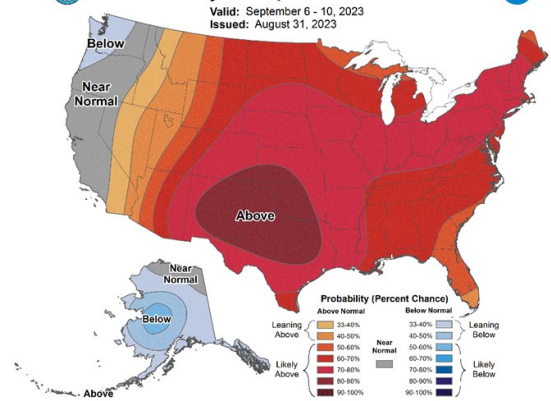 Valid: September 6 - 10, 2023
Issued: August 31, 2023
Below
Near
Normal
Above
Near
Normal
Below
Above
Probability (Percent Chance)
Above Normal
Below Normal
Leaning
Above
33-40%
40-50%
50-60%
Likely
Above
60-70%
70-80%
80-90%
90-100%
Near
Normal
33-40%
40-50%
50-60%
Leaning
Below
60-70%
70-80%
80-90%
90-100%
Likely
Below